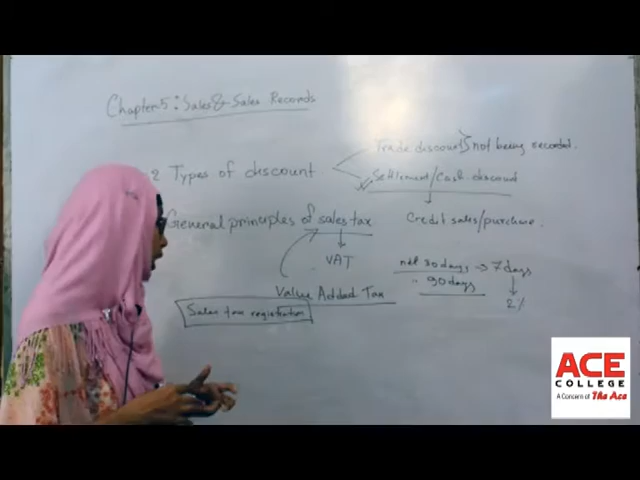 Chapter 5: Sales & Sales Records
2 Types of discount
Trade discount} not being recorded.
Settlement/Cash discount
General principles of sales tax
Credit sales/purchase.
VAT
net 30 days → 7 days
" 90 days
2%
Value Added Tax
Sales tax registration
ACE
COLLEGE
A Concern of The Ace